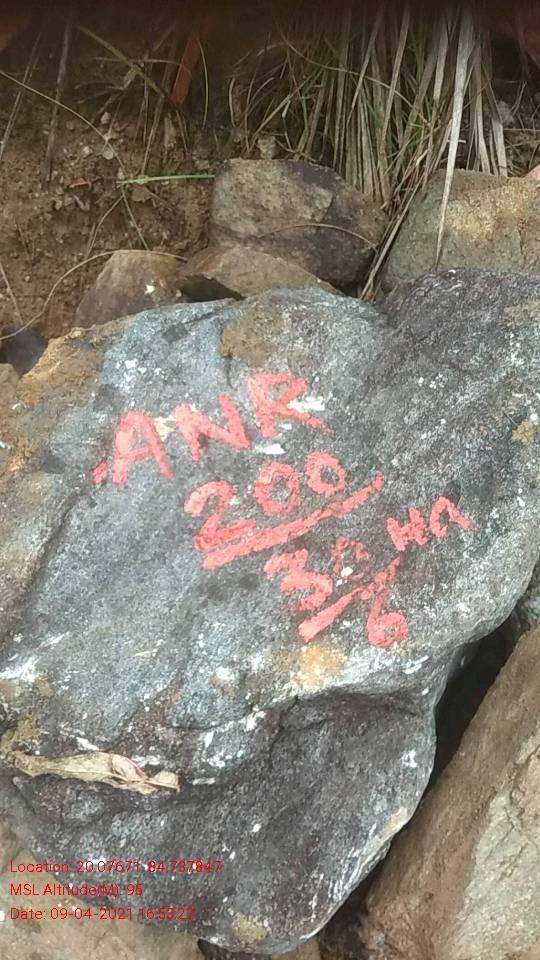 ANR
200
3 Pt Ha
6
Location: 20.07671 84.737847
MSL Altitude(M): 95
Date: 09-04-2021 16:53:22